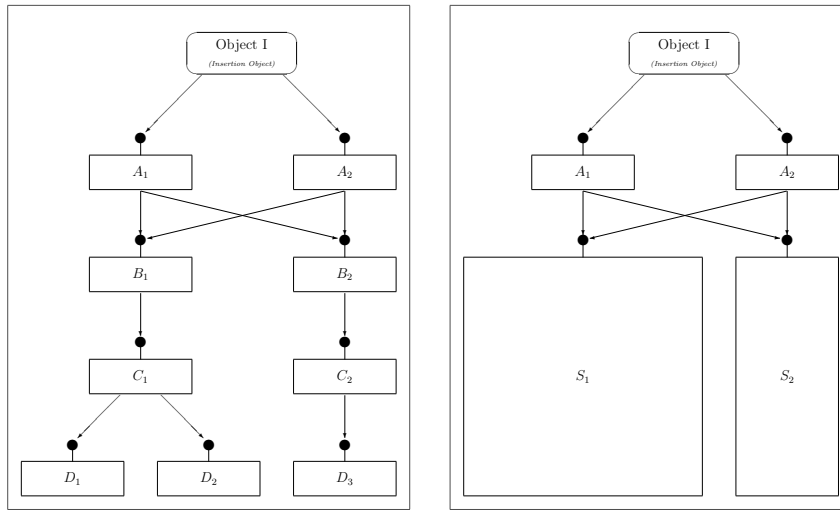 Object I
(Insertion Object)
A₁ A₂
B₁ B₂
C₁ C₂
D₁ D₂ D₃
Object I
(Insertion Object)
A₁ A₂
S₁ S₂